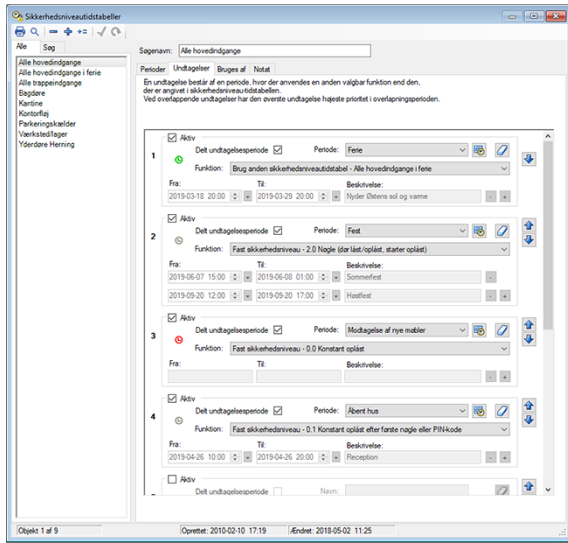 Sikkerhedsniveautidstabeller
Alle Søg
Alle hovedindgange
Alle hovedindgange i ferie
Alle trappeindgange
Bagdøre
Kantine
Kontorfløj
Parkeringskælder
Værksted/lager
Yderdøre Herning
Søgenavn: Alle hovedindgange
Perioder Undtagelser Bruges af Notat
En undtagelse består af en periode, hvor der anvendes en anden valgbar funktion end den,
der er angivet i sikkerhedsniveautidstabellen.
Ved overlappende undtagelser har den øverste undtagelse højeste prioritet i overlapningsperioden.
Aktiv
1 Delt undtagelsesperiode Periode: Ferie
Funktion: Brug anden sikkerhedsniveautidstabel - Alle hovedindgange i ferie
Fra: Til: Beskrivelse:
2019-03-18 20:00 2019-03-29 20:00 Nyder Østens sol og varme - +
Aktiv
2 Delt undtagelsesperiode Periode: Fest
Funktion: Fast sikkerhedsniveau - 2.0 Nøgle (dør låst/oplåst, starter oplåst)
Fra: Til: Beskrivelse:
2019-06-07 15:00 2019-06-08 01:00 Sommerfest -
2019-09-20 12:00 2019-09-20 17:00 Høstfest - +
Aktiv
3 Delt undtagelsesperiode Periode: Modtagelse af nye møbler
Funktion: Fast sikkerhedsniveau - 0.0 Konstant oplåst
Fra: Til: Beskrivelse:
- +
Aktiv
4 Delt undtagelsesperiode Periode: Åbent hus
Funktion: Fast sikkerhedsniveau - 0.1 Konstant oplåst efter første nøgle eller PIN-kode
Fra: Til: Beskrivelse:
2019-04-26 10:00 2019-04-26 20:00 Reception - +
Aktiv
Delt undtagelsesperiode Navn:
Objekt 1 af 9 Oprettet: 2010-02-10 17:19 Ændret: 2018-05-02 11:25